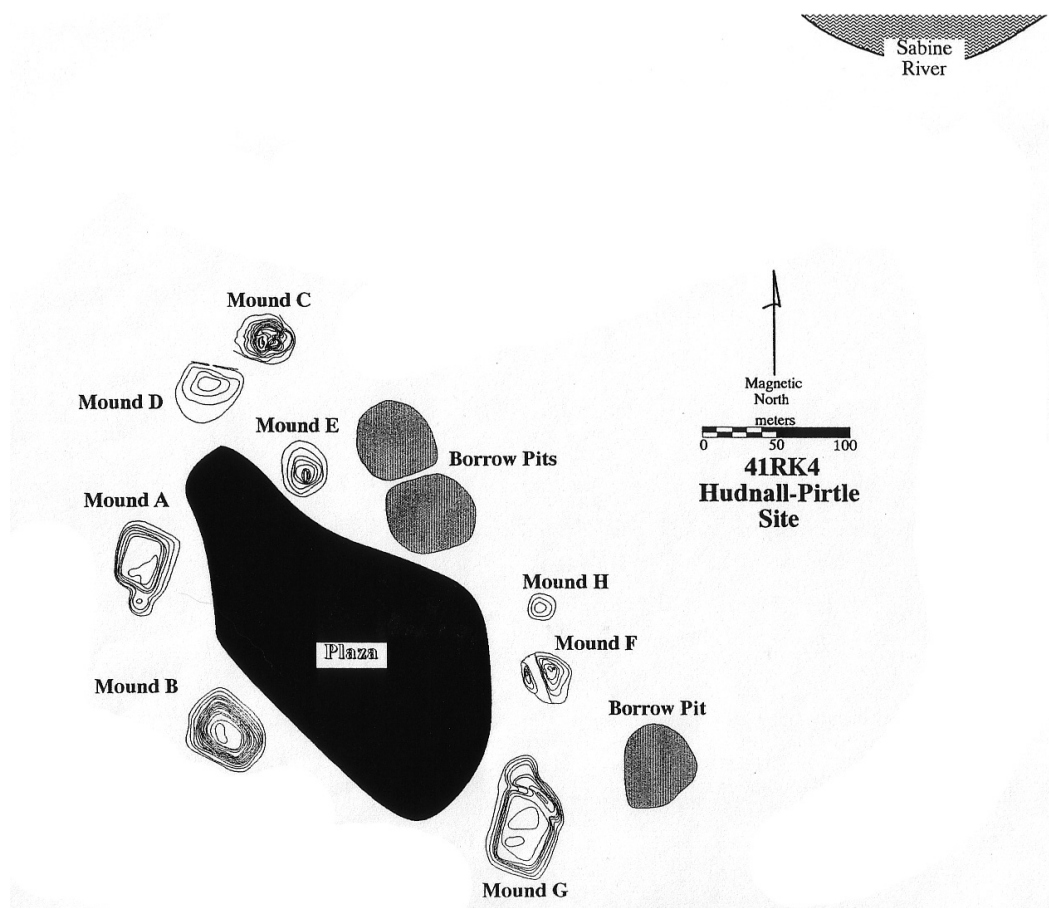 Sabine
River
Mound C
Mound D
Mound E
Borrow Pits
Magnetic
North
meters
0 50 100
41RK4
Hudnall-Pirtle
Site
Mound A
Mound H
Plaza
Mound F
Mound B
Borrow Pit
Mound G